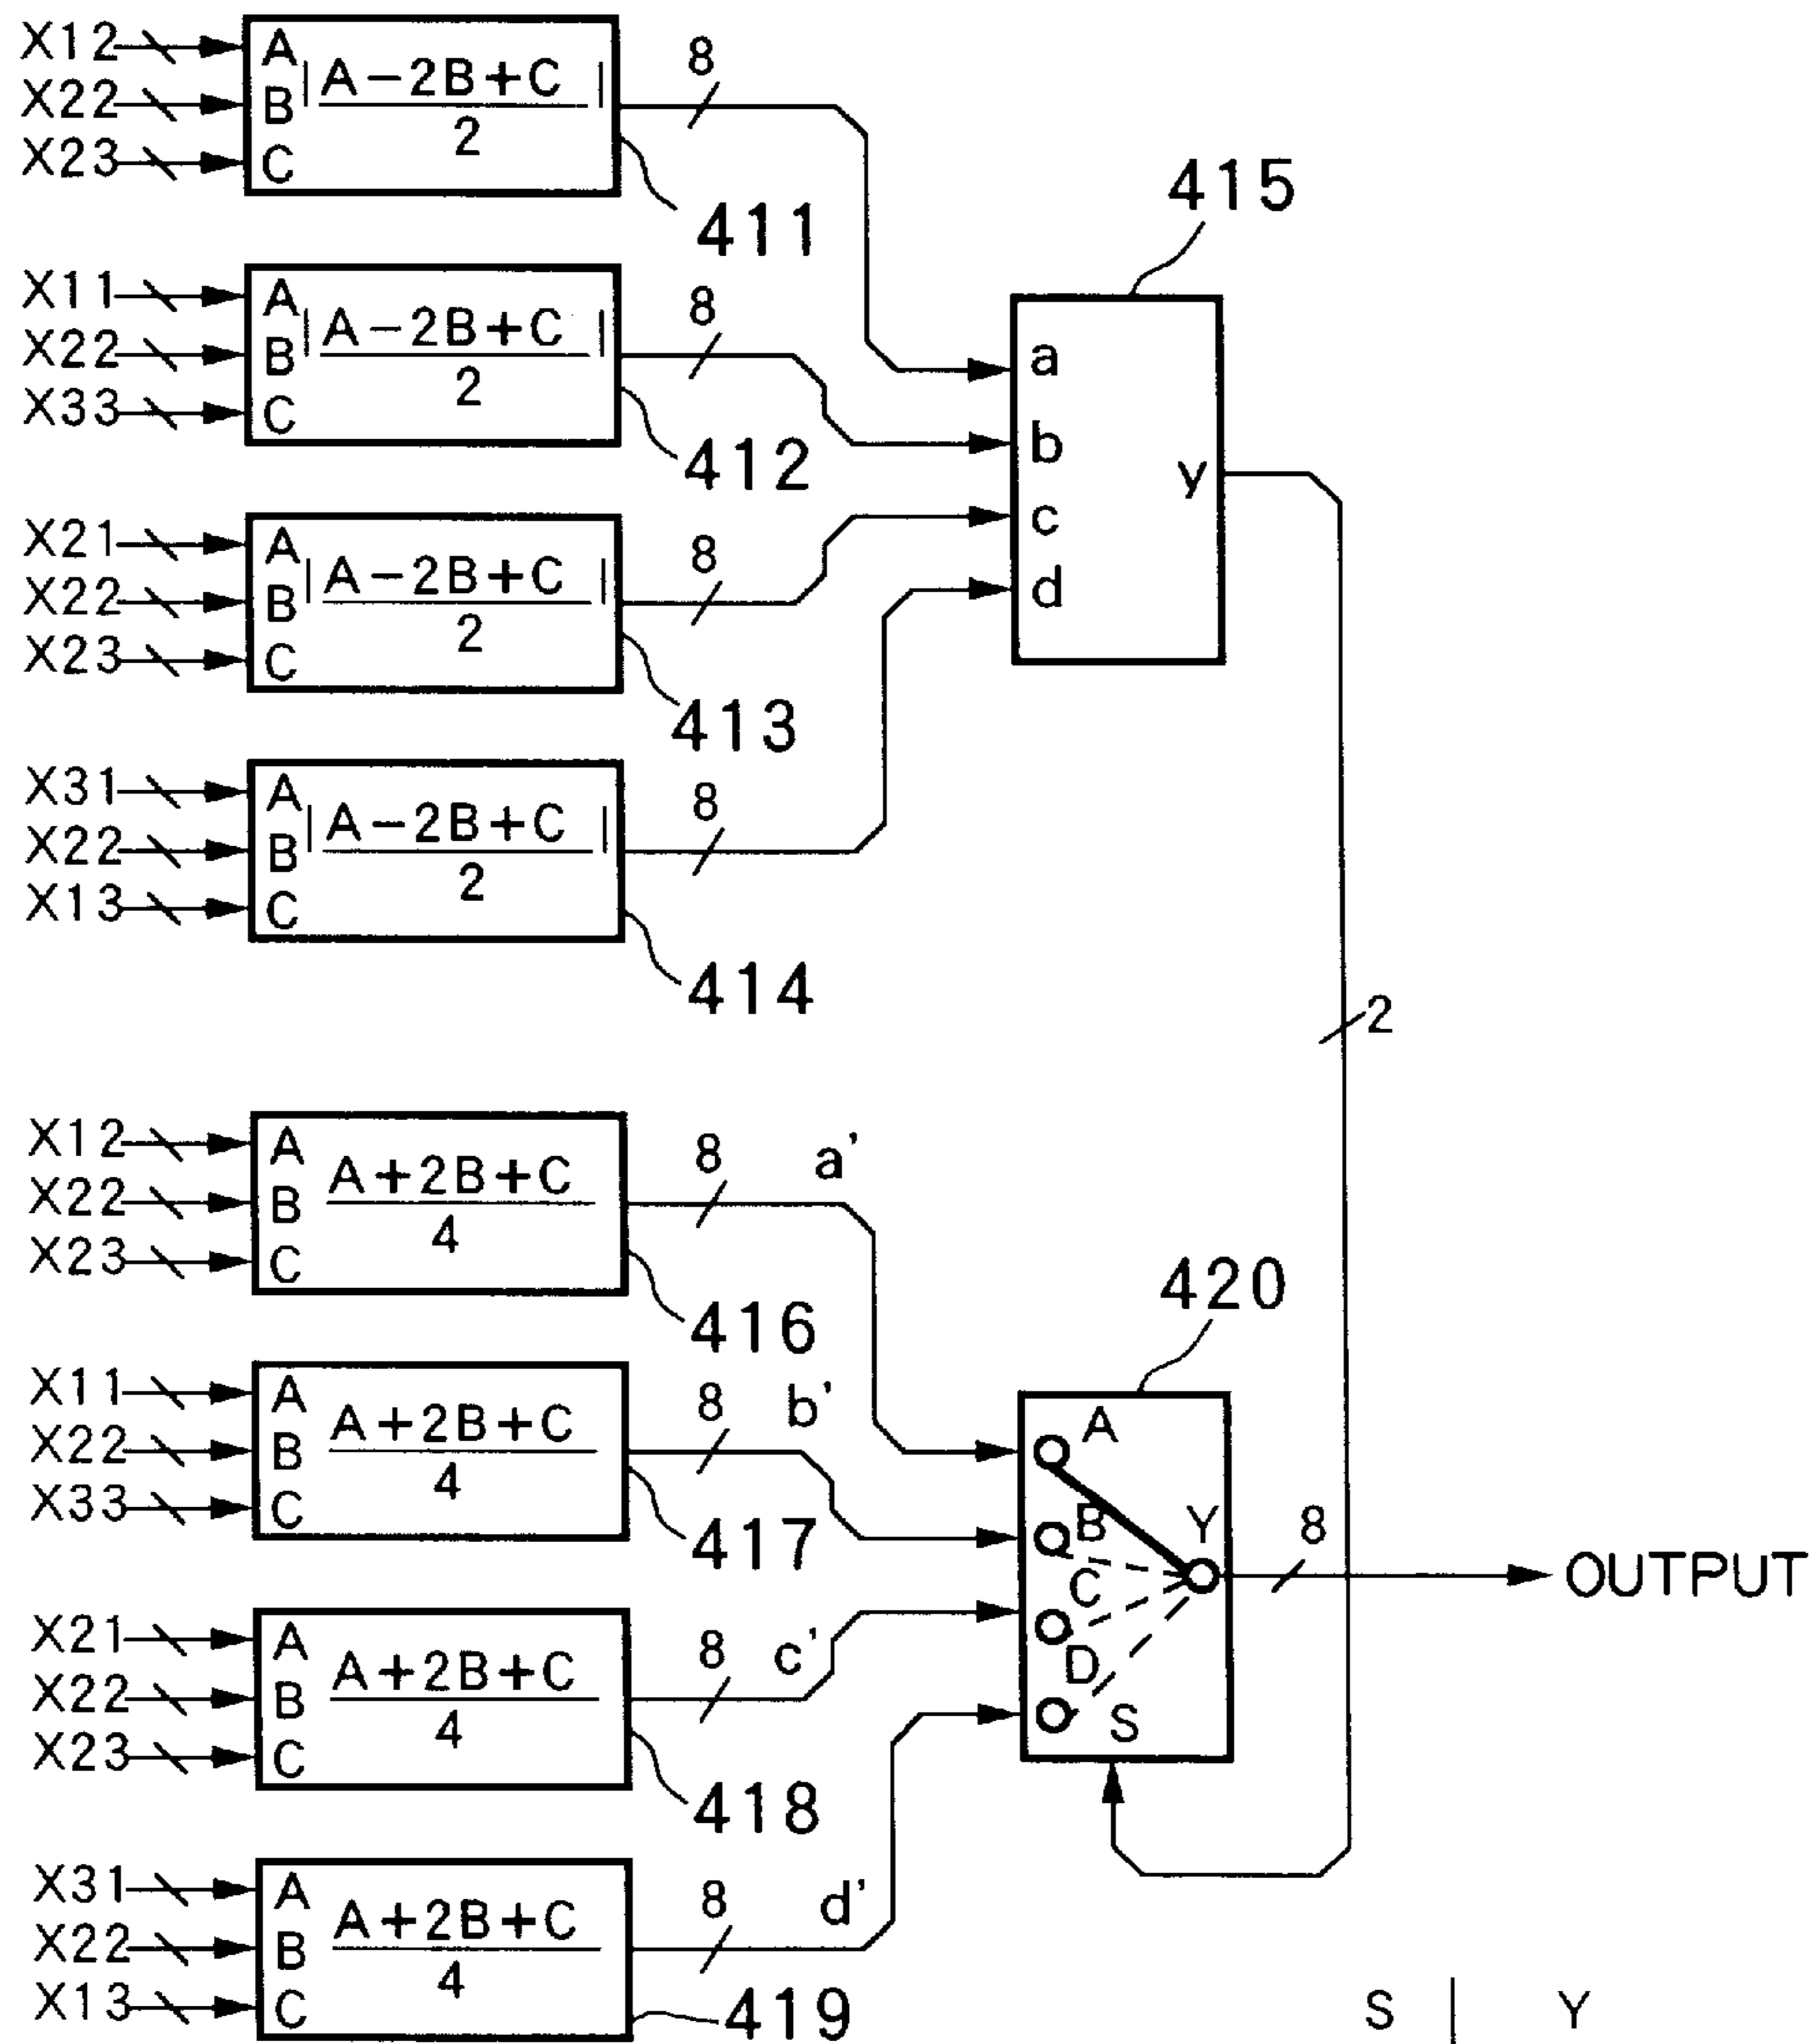 X12 A
X22 B |A-2B+C| 8
X23 C 2
411
415
X11 A
X22 B |A-2B+C| 8
X33 C 2
412
a
b
y
c
d
X21 A
X22 B |A-2B+C| 8
X23 C 2
413
X31 A
X22 B |A-2B+C| 8
X13 C 2
414
2
X12 A
X22 B A+2B+C 8 a'
X23 C 4
416
420
X11 A
X22 B A+2B+C 8 b'
X33 C 4
417
A
B
Y 8
C
OUTPUT
D
S
X21 A
X22 B A+2B+C 8 c'
X23 C 4
418
X31 A
X22 B A+2B+C 8 d'
X13 C 4
419
S | Y